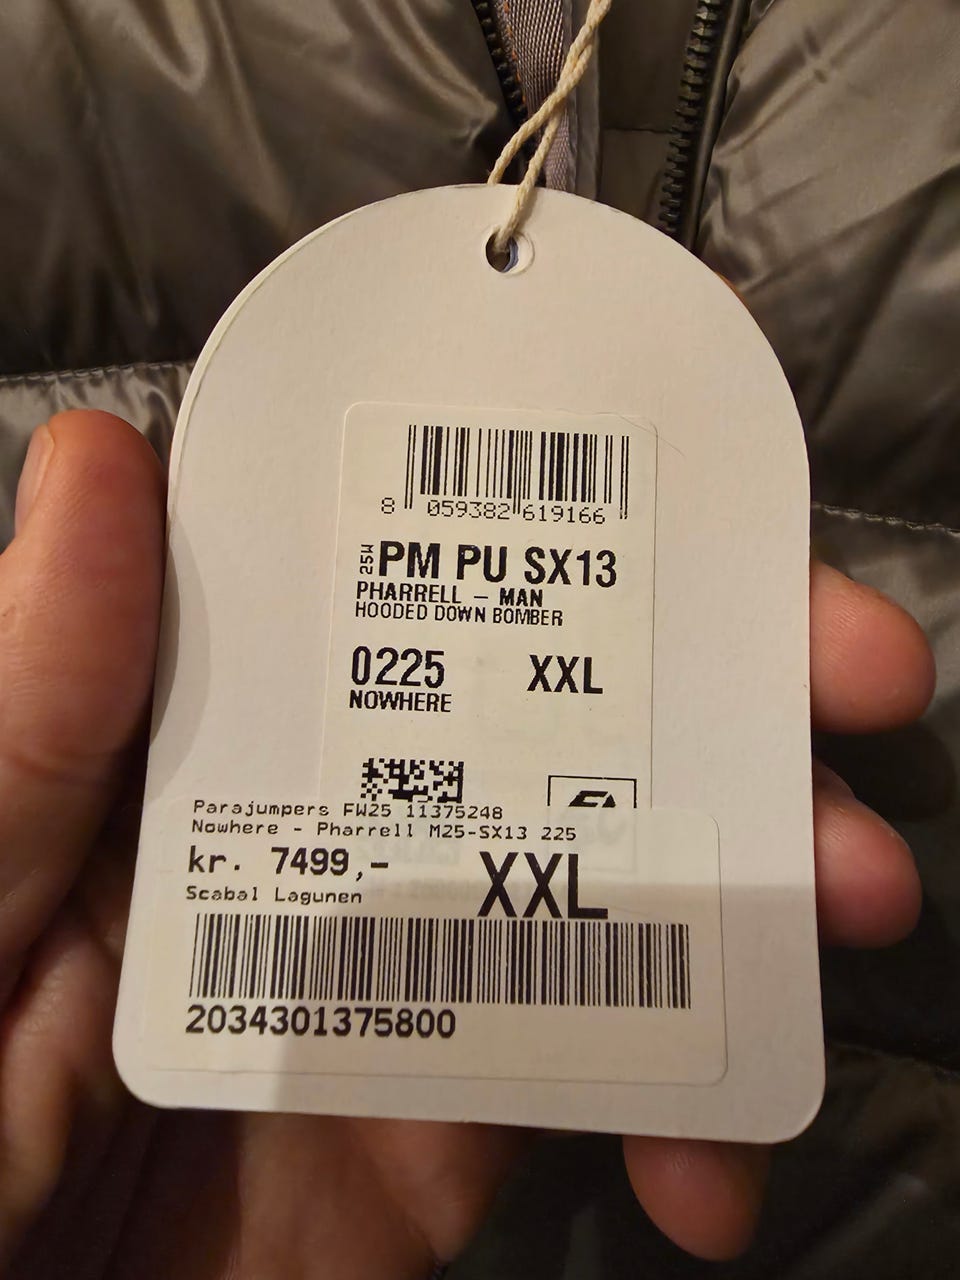 8 059382 619166
25W PM PU SX13
PHARRELL – MAN
HOODED DOWN BOMBER
0225 XXL
NOWHERE
Parajumpers FW25 11375248
Nowhere - Pharrell M25-SX13 225
kr. 7499,- XXL
Scabal Lagunen
2034301375800